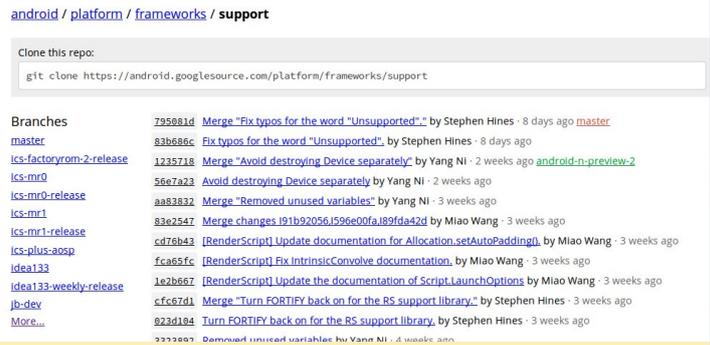 android / platform / frameworks / support
Clone this repo:
git clone https://android.googlesource.com/platform/frameworks/support
Branches
master
ics-factoryrom-2-release
ics-mr0
ics-mr0-release
ics-mr1
ics-mr1-release
ics-plus-aosp
idea133
idea133-weekly-release
jb-dev
More...
795081d Merge "Fix typos for the word "Unsupported"." by Stephen Hines · 8 days ago master
83b686c Fix typos for the word "Unsupported". by Stephen Hines · 8 days ago
1235718 Merge "Avoid destroying Device separately" by Yang Ni · 2 weeks ago android-n-preview-2
56e7a23 Avoid destroying Device separately by Yang Ni · 2 weeks ago
aa83832 Merge "Removed unused variables" by Yang Ni · 3 weeks ago
83e2547 Merge changes I91b92056,I596e00fa,I89fda42d by Miao Wang · 3 weeks ago
cd76b43 [RenderScript] Update documentation for Allocation.setAutoPadding(). by Miao Wang · 3 weeks ago
fca65fc [RenderScript] Fix IntrinsicConvolve documentation. by Miao Wang · 3 weeks ago
1e2b667 [RenderScript] Update the documentation of Script.LaunchOptions by Miao Wang · 3 weeks ago
cfc67d1 Merge "Turn FORTIFY back on for the RS support library." by Stephen Hines · 3 weeks ago
023d104 Turn FORTIFY back on for the RS support library. by Stephen Hines · 3 weeks ago
3323892 Removed unused variables by Yang Ni · 4 weeks ago